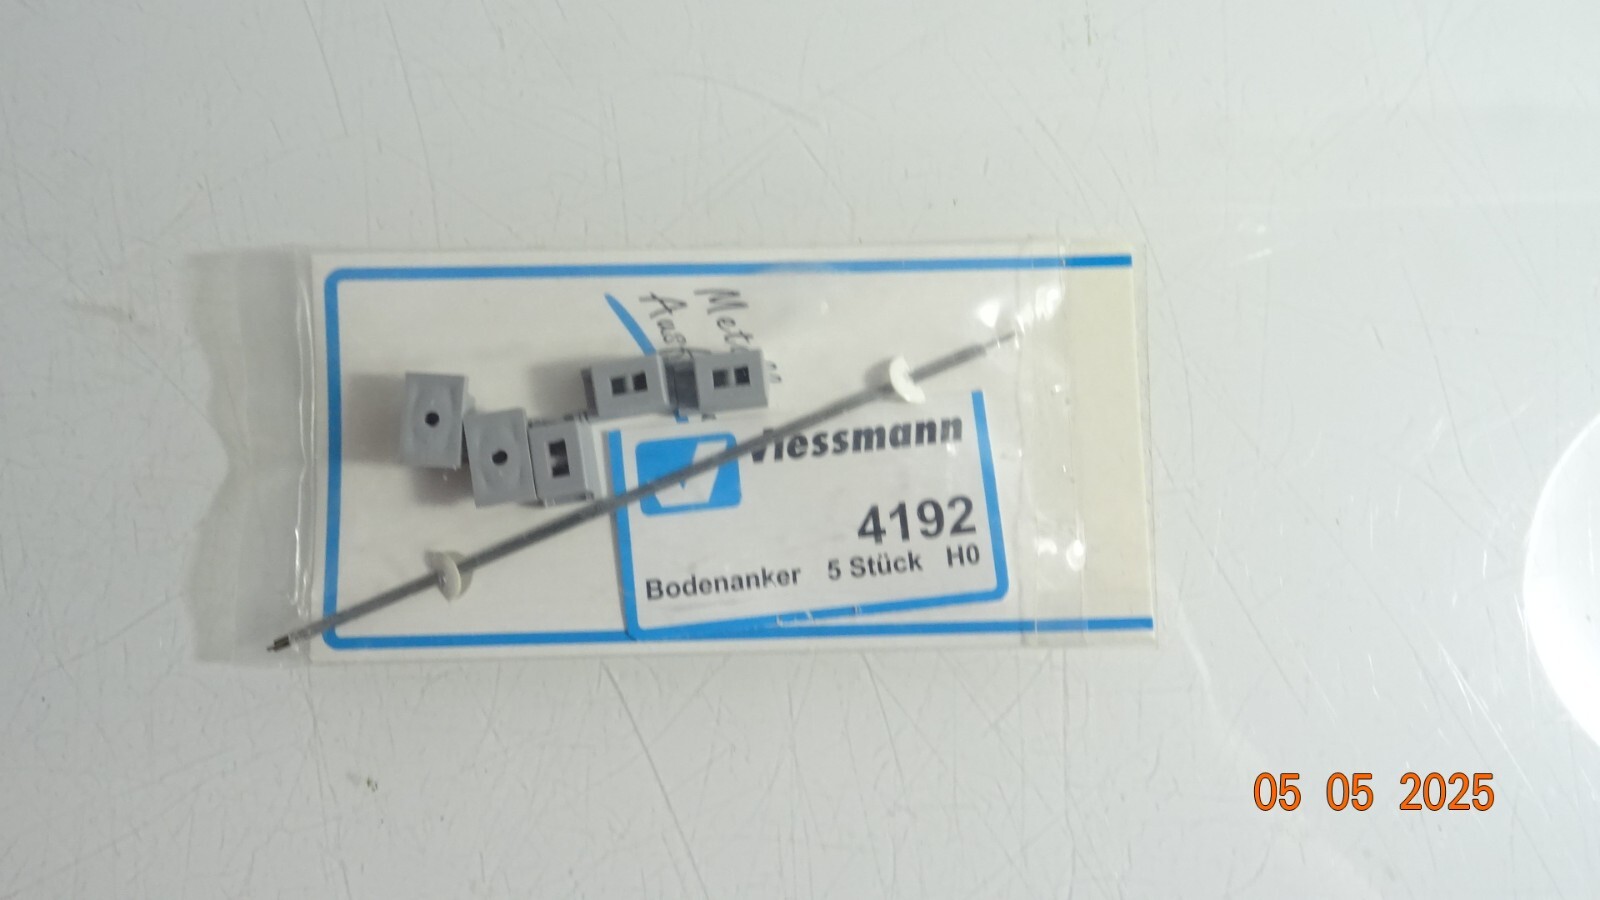 Viessmann
4192
Bodenanker 5 Stück H0
05 05 2025